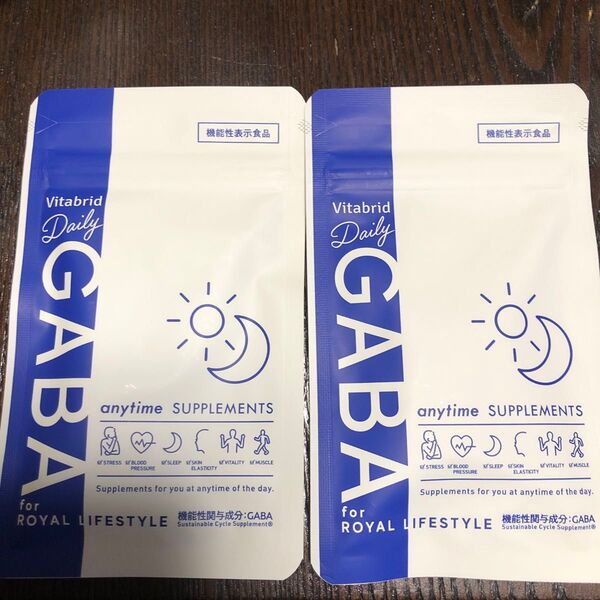 機能性表示食品
Vitabrid
Daily
GABA
for
ROYAL LIFESTYLE
anytime SUPPLEMENTS
STRESS BLOOD PRESSURE SLEEP SKIN ELASTICITY VITALITY MUSCLE
Supplements for you at anytime of the day.
機能性関与成分:GABA
Sustainable Cycle Supplement®
機能性表示食品
Vitabrid
Daily
GABA
for
ROYAL LIFESTYLE
anytime SUPPLEMENTS
STRESS BLOOD PRESSURE SLEEP SKIN ELASTICITY VITALITY MUSCLE
Supplements for you at anytime of the day.
機能性関与成分:GABA
Sustainable Cycle Supplement®